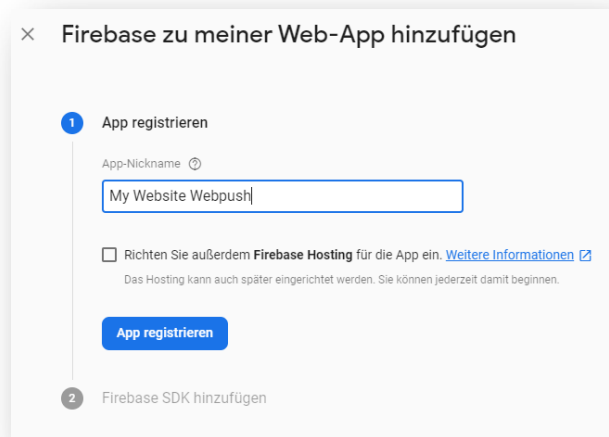 Firebase zu meiner Web-App hinzufügen
1 App registrieren
App-Nickname
My Website Webpush
Richten Sie außerdem Firebase Hosting für die App ein. Weitere Informationen
Das Hosting kann auch später eingerichtet werden. Sie können jederzeit damit beginnen.
App registrieren
2 Firebase SDK hinzufügen